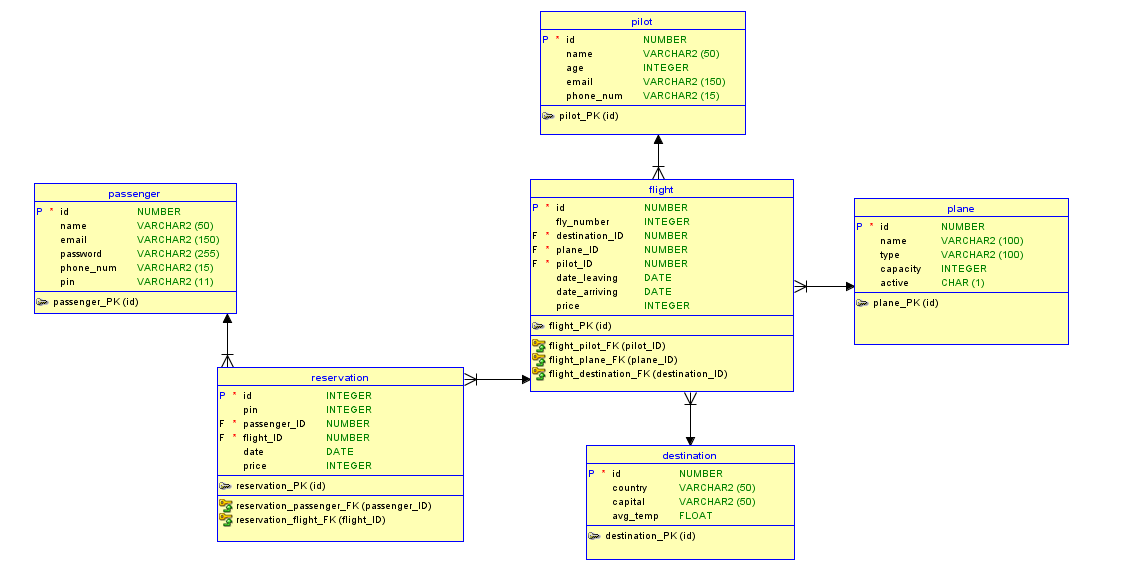 pilot
P * id NUMBER
name VARCHAR2 (50)
age INTEGER
email VARCHAR2 (150)
phone_num VARCHAR2 (15)
pilot_PK (id)
passenger
P * id NUMBER
name VARCHAR2 (50)
email VARCHAR2 (150)
password VARCHAR2 (255)
phone_num VARCHAR2 (15)
pin VARCHAR2 (11)
passenger_PK (id)
flight
P * id NUMBER
fly_number INTEGER
F * destination_ID NUMBER
F * plane_ID NUMBER
F * pilot_ID NUMBER
date_leaving DATE
date_arriving DATE
price INTEGER
flight_PK (id)
flight_pilot_FK (pilot_ID)
flight_plane_FK (plane_ID)
flight_destination_FK (destination_ID)
plane
P * id NUMBER
name VARCHAR2 (100)
type VARCHAR2 (100)
capacity INTEGER
active CHAR (1)
plane_PK (id)
reservation
P * id INTEGER
pin INTEGER
F * passenger_ID NUMBER
F * flight_ID NUMBER
date DATE
price INTEGER
reservation_PK (id)
reservation_passenger_FK (passenger_ID)
reservation_flight_FK (flight_ID)
destination
P * id NUMBER
country VARCHAR2 (50)
capital VARCHAR2 (50)
avg_temp FLOAT
destination_PK (id)